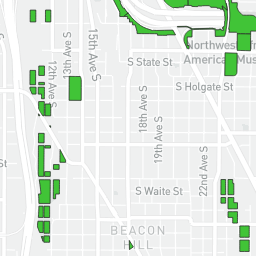 Northwest
American Mus
S State St
S Holgate St
12th Ave S
13th Ave S
15th Ave S
18th Ave S
19th Ave S
22nd Ave S
S Waite St
BEACON
HILL